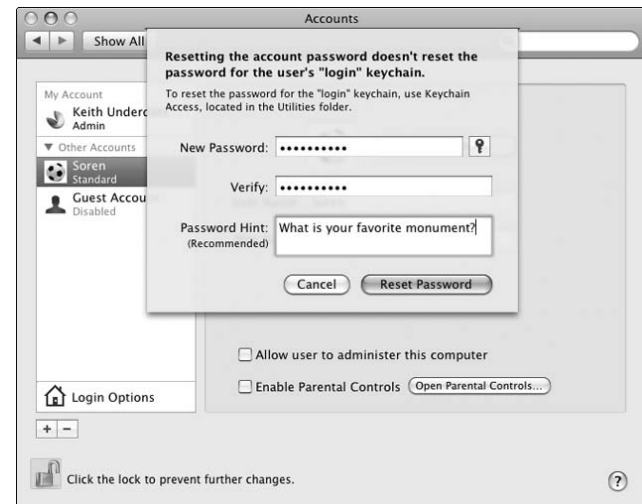 Accounts
Show All
Resetting the account password doesn't reset the
password for the user's "login" keychain.
To reset the password for the "login" keychain, use Keychain
Access, located in the Utilities folder.
My Account
Keith
Admin
Other Accounts
Soren
Standard
Guest
Disabled
New Password: ••••••••••
Verify: ••••••••••
Password Hint: What is your favorite monument?
(Recommended)
Cancel Reset Password
Allow user to administer this computer
Enable Parental Controls Open Parental Controls...
Login Options
+ −
Click the lock to prevent further changes.
?